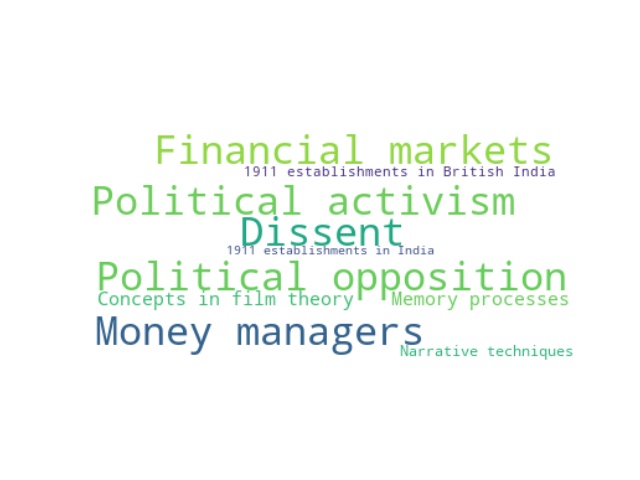 Financial markets
1911 establishments in British India
Political activism
Dissent
1911 establishments in India
Political opposition
Concepts in film theory
Memory processes
Money managers
Narrative techniques